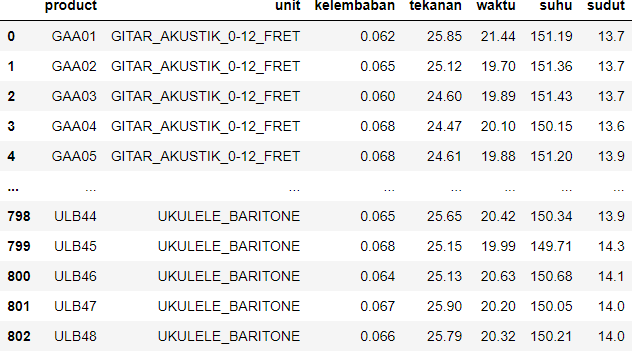 product unit kelembaban tekanan waktu suhu sudut
0 GAA01 GITAR_AKUSTIK_0-12_FRET 0.062 25.85 21.44 151.19 13.7
1 GAA02 GITAR_AKUSTIK_0-12_FRET 0.065 25.12 19.70 151.36 13.7
2 GAA03 GITAR_AKUSTIK_0-12_FRET 0.060 24.60 19.89 151.43 13.7
3 GAA04 GITAR_AKUSTIK_0-12_FRET 0.068 24.47 20.10 150.15 13.6
4 GAA05 GITAR_AKUSTIK_0-12_FRET 0.068 24.61 19.88 151.20 13.9
... ... ... ... ... ... ... ...
798 ULB44 UKULELE_BARITONE 0.065 25.65 20.42 150.34 13.9
799 ULB45 UKULELE_BARITONE 0.068 25.15 19.99 149.71 14.3
800 ULB46 UKULELE_BARITONE 0.064 25.13 20.63 150.68 14.1
801 ULB47 UKULELE_BARITONE 0.067 25.90 20.20 150.05 14.0
802 ULB48 UKULELE_BARITONE 0.066 25.79 20.32 150.21 14.0